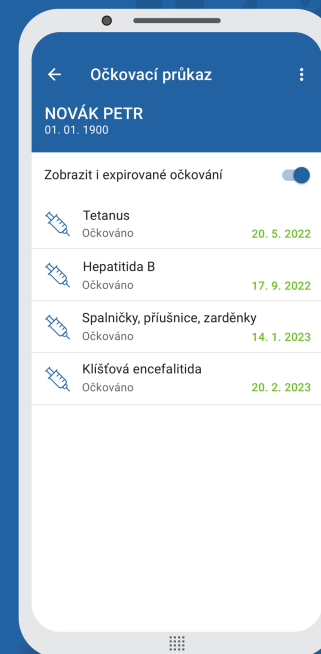 Očkovací průkaz
NOVÁK PETR
01. 01. 1900
Zobrazit i expirované očkování
Tetanus
Očkováno 20. 5. 2022
Hepatitida B
Očkováno 17. 9. 2022
Spalničky, příušnice, zarděnky
Očkováno 14. 1. 2023
Klíšťová encefalitida
Očkováno 20. 2. 2023